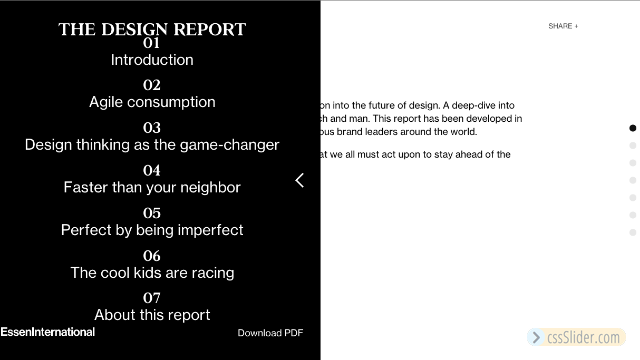 THE DESIGN REPORT
01
Introduction
02
Agile consumption
03
Design thinking as the game-changer
04
Faster than your neighbor
05
Perfect by being imperfect
06
The cool kids are racing
07
About this report
EssenInternational
Download PDF
SHARE +
on into the future of design. A deep-dive into
ch and man. This report has been developed in
ous brand leaders around the world.
at we all must act upon to stay ahead of the
cssSlider.com